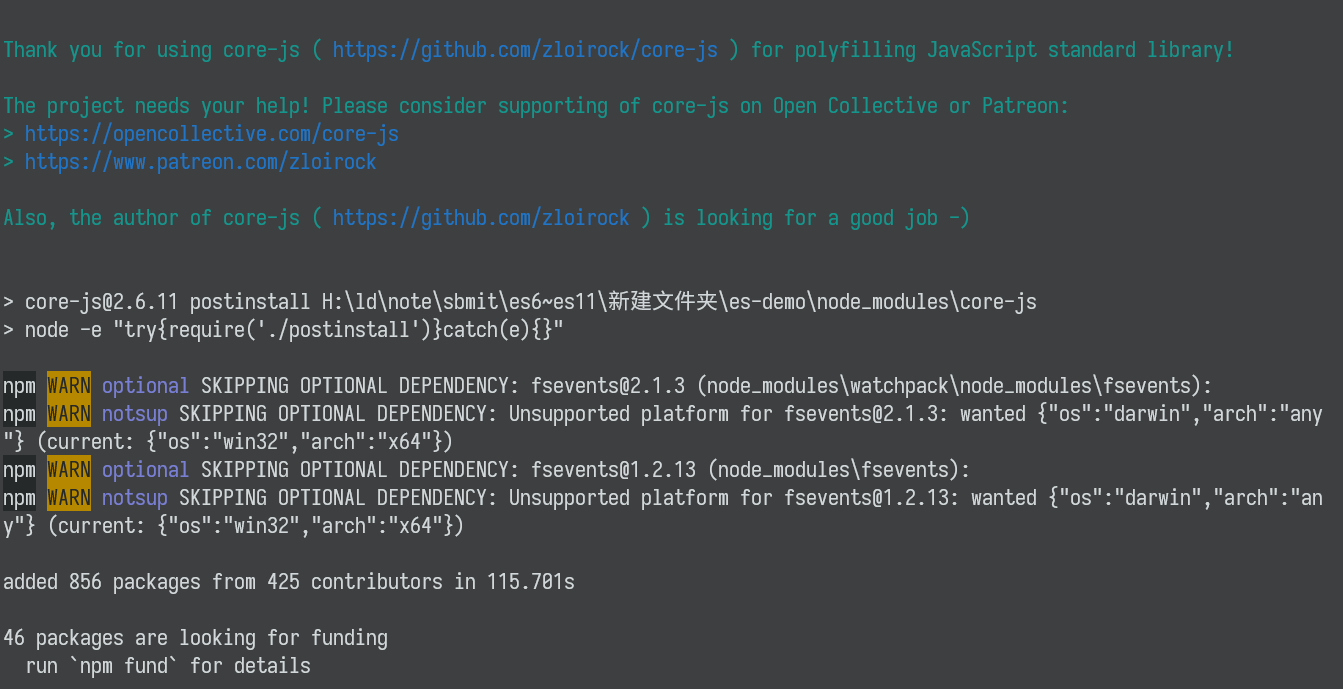 Thank you for using core-js ( https://github.com/zloirock/core-js ) for polyfilling JavaScript standard library!
The project needs your help! Please consider supporting of core-js on Open Collective or Patreon:
> https://opencollective.com/core-js
> https://www.patreon.com/zloirock
Also, the author of core-js ( https://github.com/zloirock ) is looking for a good job -)
> core-js@2.6.11 postinstall H:\ld\note\sbmit\es6~es11\新建文件夹\es-demo\node_modules\core-js
> node -e "try{require('./postinstall')}catch(e){}"
npm WARN optional SKIPPING OPTIONAL DEPENDENCY: fsevents@2.1.3 (node_modules\watchpack\node_modules\fsevents):
npm WARN notsup SKIPPING OPTIONAL DEPENDENCY: Unsupported platform for fsevents@2.1.3: wanted {"os":"darwin","arch":"any
"} (current: {"os":"win32","arch":"x64"})
npm WARN optional SKIPPING OPTIONAL DEPENDENCY: fsevents@1.2.13 (node_modules\fsevents):
npm WARN notsup SKIPPING OPTIONAL DEPENDENCY: Unsupported platform for fsevents@1.2.13: wanted {"os":"darwin","arch":"an
y"} (current: {"os":"win32","arch":"x64"})
added 856 packages from 425 contributors in 115.701s
46 packages are looking for funding
  run `npm fund` for details